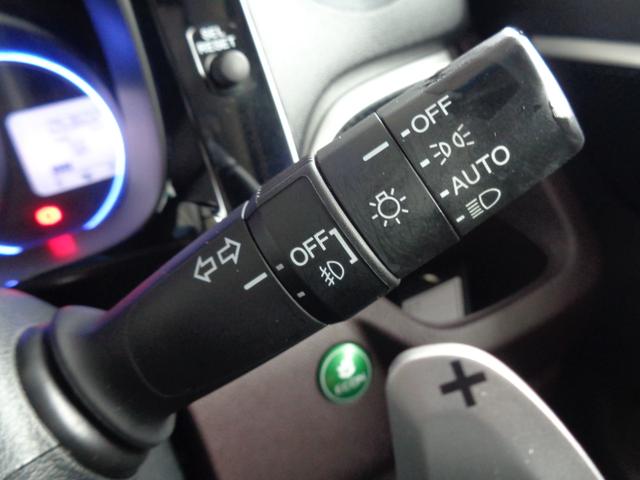 SEL
RESET
OFF
AUTO
OFF
ECON
+